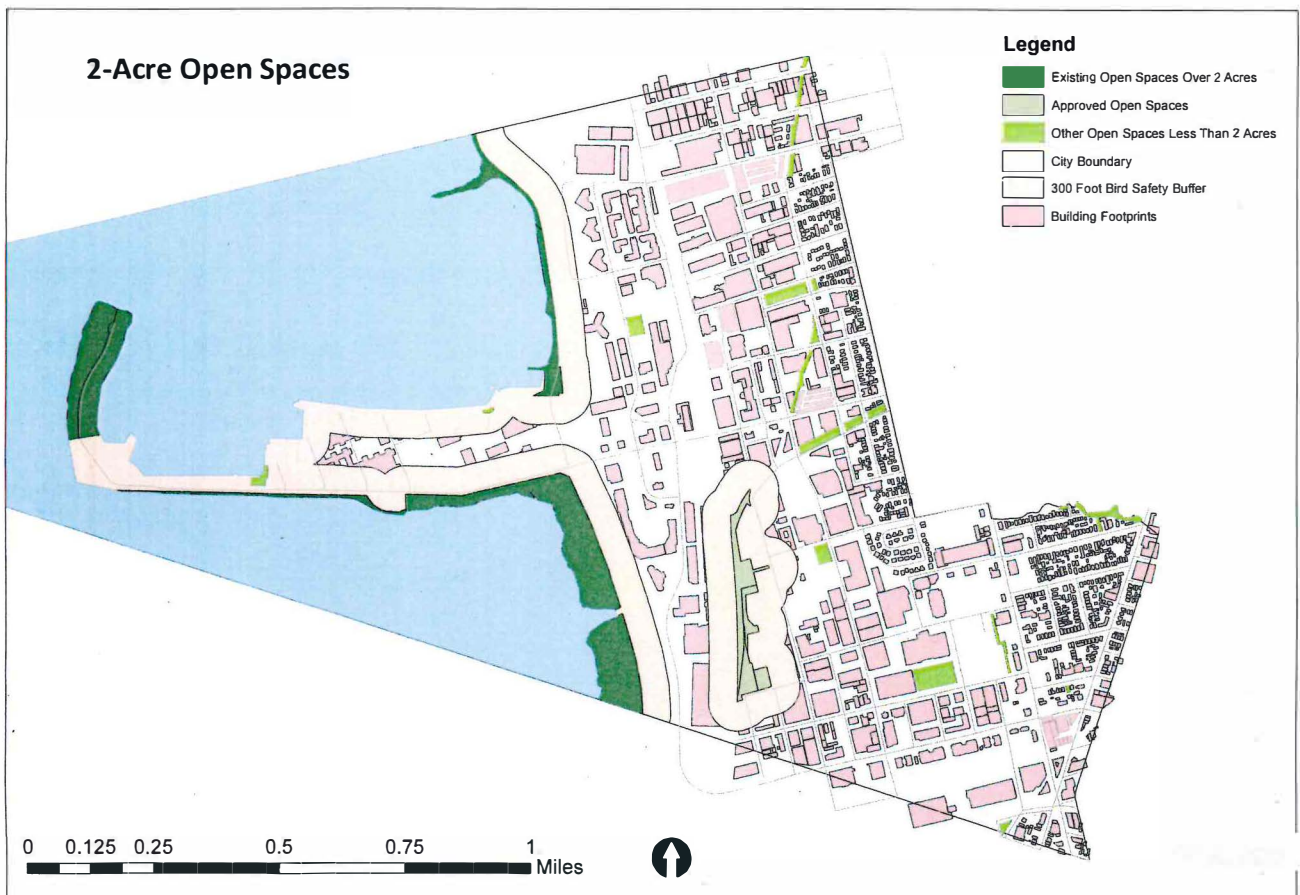 2-Acre Open Spaces
Legend
Existing Open Spaces Over 2 Acres
Approved Open Spaces
Other Open Spaces Less Than 2 Acres
City Boundary
300 Foot Bird Safety Buffer
Building Footprints
0 0.125 0.25 0.5 0.75 1
Miles